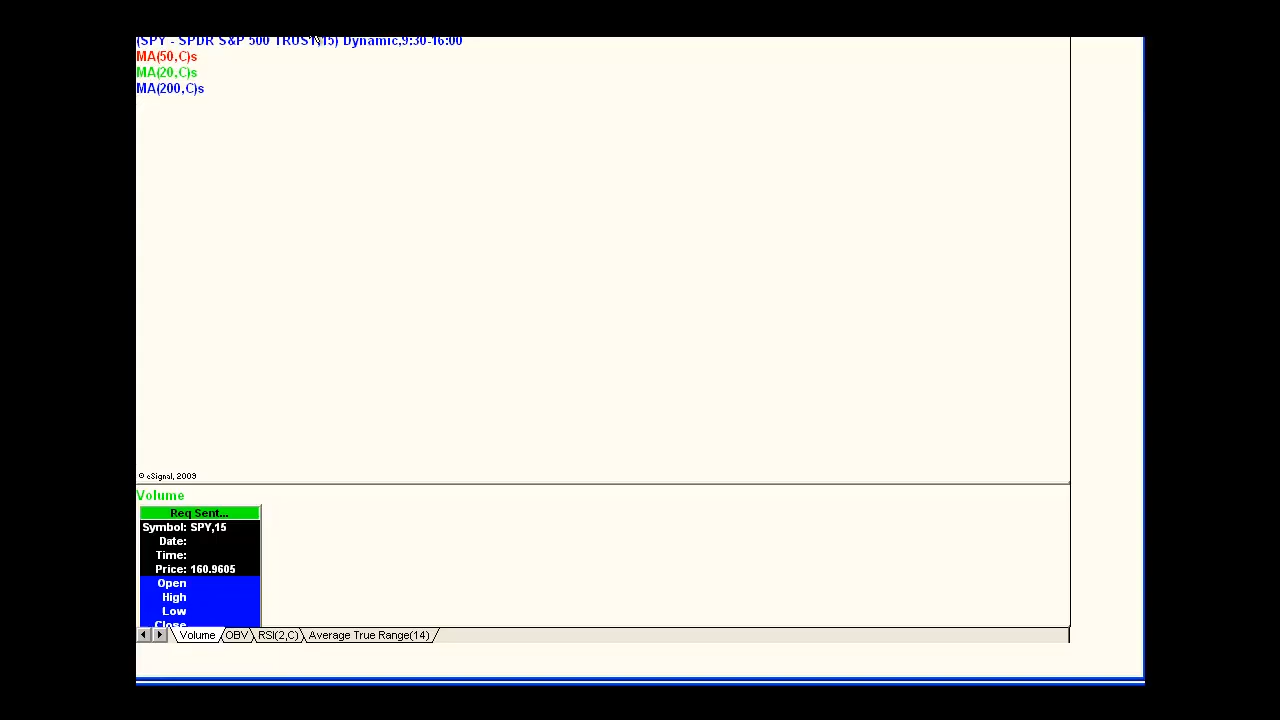 (SPY - SPDR S&P 500 TRUST,15) Dynamic,9:30-16:00
MA(50,C)s
MA(20,C)s
MA(200,C)s
© eSignal, 2009
Volume
Req Sent...
Symbol: SPY,15
Date:
Time:
Price: 160.9605
Open
High
Low
Close
Volume OBV RSI(2,C) Average True Range(14)